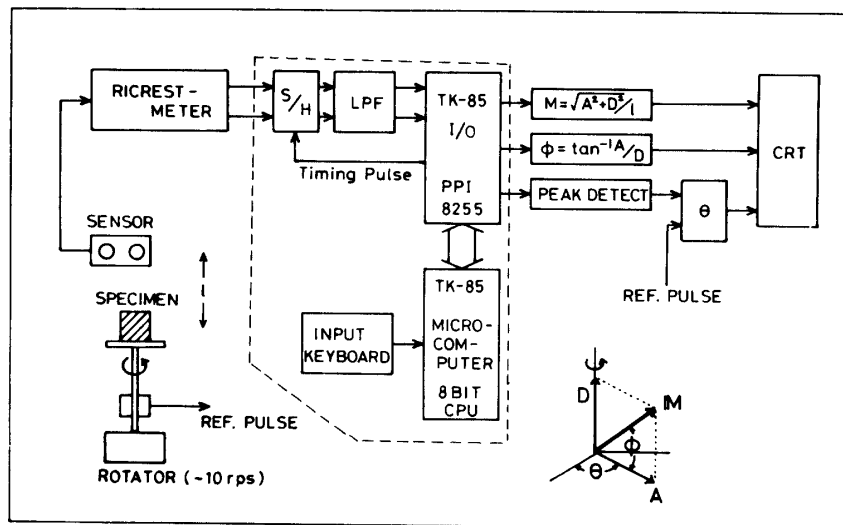 RICREST-
METER
S/H
LPF
TK-85
I/O
PPI
8255
M=√A²+D²/l
ϕ=tan⁻¹A/D
PEAK DETECT
θ
CRT
Timing Pulse
REF. PULSE
SENSOR
SPECIMEN
REF. PULSE
ROTATOR (~10 rps)
INPUT
KEYBOARD
TK-85
MICRO-
COM-
PUTER
8 BIT
CPU
D
M
ϕ
θ
A